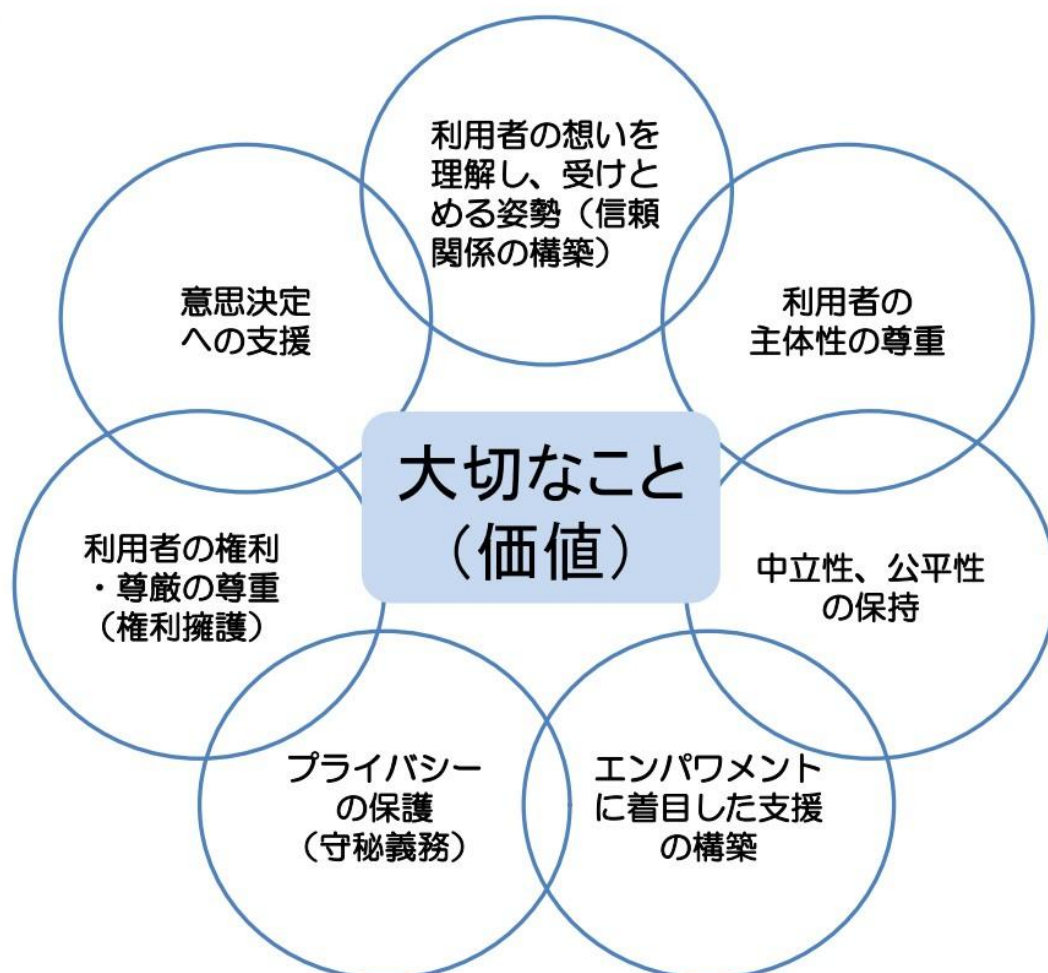 利用者の想いを
理解し、受けと
める姿勢（信頼
関係の構築）
利用者の
主体性の尊重
中立性、公平性
の保持
エンパワメント
に着目した支援
の構築
プライバシー
の保護
（守秘義務）
利用者の権利
・尊厳の尊重
（権利擁護）
意思決定
への支援
大切なこと
（価値）